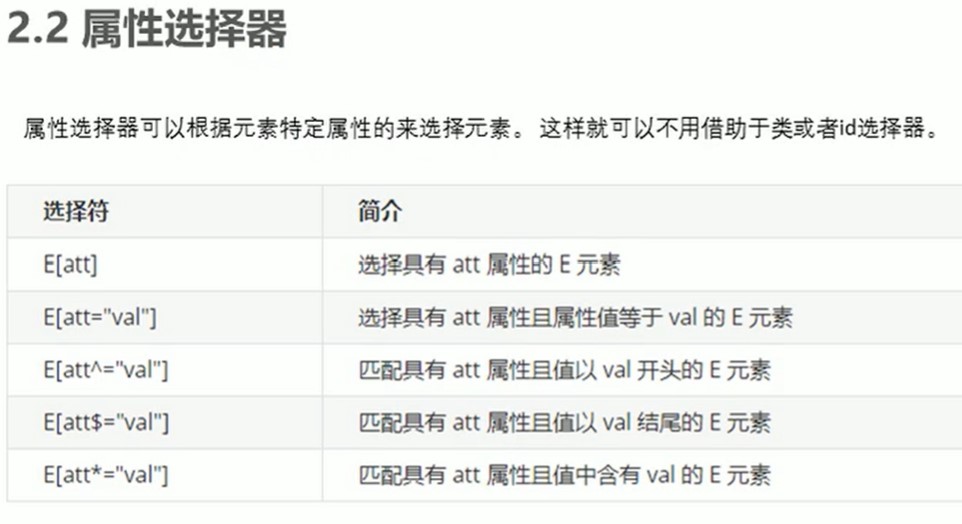 2.2 属性选择器
属性选择器可以根据元素特定属性的来选择元素。 这样就可以不用借助于类或者id选择器。
选择符 简介
E[att] 选择具有 att 属性的 E 元素
E[att="val"] 选择具有 att 属性且属性值等于 val 的 E 元素
E[att^="val"] 匹配具有 att 属性且值以 val 开头的 E 元素
E[att$="val"] 匹配具有 att 属性且值以 val 结尾的 E 元素
E[att*="val"] 匹配具有 att 属性且值中含有 val 的 E 元素